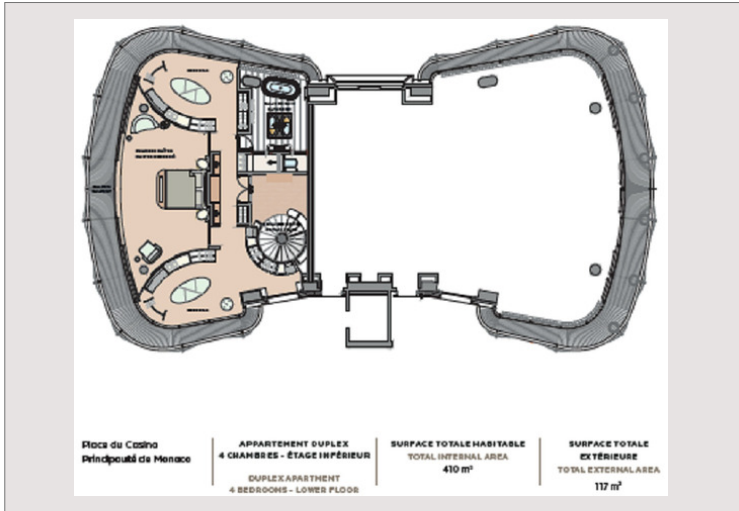 Place du Casino
Principauté de Monaco
APPARTEMENT DUPLEX
4 CHAMBRES - ÉTAGE INFÉRIEUR
DUPLEX APARTMENT
4 BEDROOMS - LOWER FLOOR
SURFACE TOTALE HABITABLE
TOTAL INTERNAL AREA
410 m²
SURFACE TOTALE
EXTÉRIEURE
TOTAL EXTERNAL AREA
117 m²